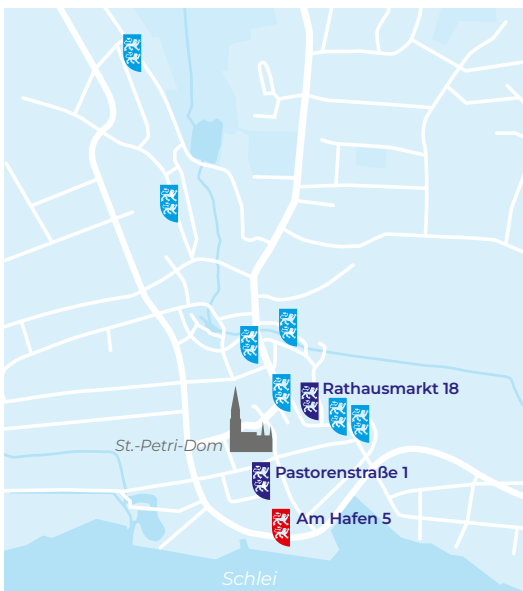 Rathausmarkt 18
St.-Petri-Dom
Pastorenstraße 1
Am Hafen 5
Schlei